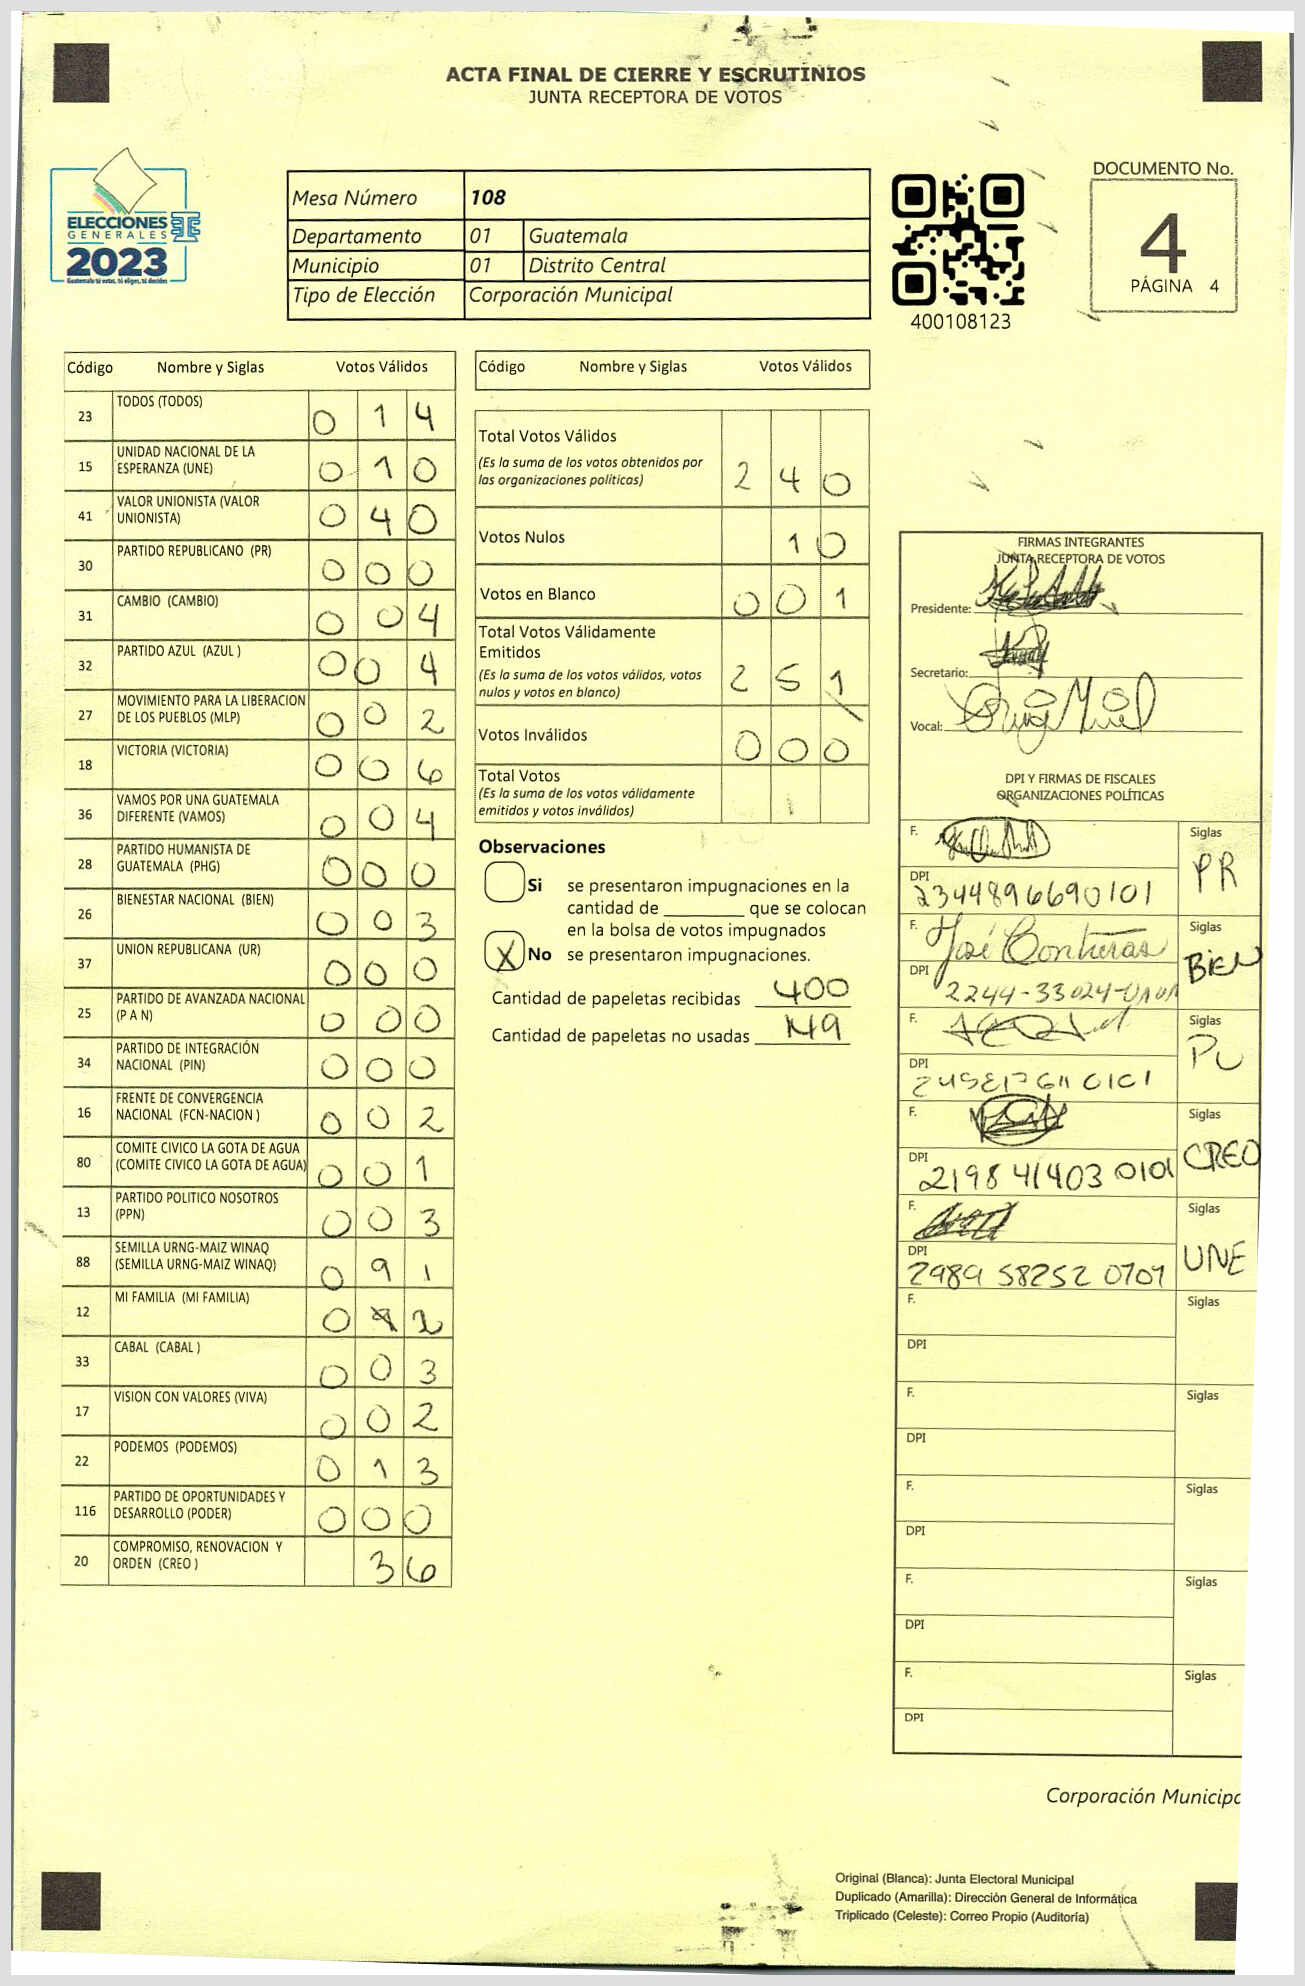 ACTA FINAL DE CIERRE Y ESCRUTINIOS
JUNTA RECEPTORA DE VOTOS
ELECCIONES
GENERALES
2023
Guatemala tú votas, tú eliges, tú decides
Mesa Número 108
Departamento 01 Guatemala
Municipio 01 Distrito Central
Tipo de Elección Corporación Municipal
400108123
DOCUMENTO No.
4
PÁGINA 4
Código Nombre y Siglas Votos Válidos
23 TODOS (TODOS) 0 1 4
15 UNIDAD NACIONAL DE LA
ESPERANZA (UNE) 0 1 0
41 VALOR UNIONISTA (VALOR
UNIONISTA) 0 4 0
30 PARTIDO REPUBLICANO (PR) 0 0 0
31 CAMBIO (CAMBIO) 0 0 4
32 PARTIDO AZUL (AZUL ) 0 0 4
27 MOVIMIENTO PARA LA LIBERACION
DE LOS PUEBLOS (MLP) 0 0 2
18 VICTORIA (VICTORIA) 0 0 6
36 VAMOS POR UNA GUATEMALA
DIFERENTE (VAMOS) 0 0 4
28 PARTIDO HUMANISTA DE
GUATEMALA (PHG) 0 0 0
26 BIENESTAR NACIONAL (BIEN) 0 0 3
37 UNION REPUBLICANA (UR) 0 0 0
25 PARTIDO DE AVANZADA NACIONAL
(P A N) 0 0 0
34 PARTIDO DE INTEGRACIÓN
NACIONAL (PIN) 0 0 0
16 FRENTE DE CONVERGENCIA
NACIONAL (FCN-NACION ) 0 0 2
80 COMITE CIVICO LA GOTA DE AGUA
(COMITE CIVICO LA GOTA DE AGUA) 0 0 1
13 PARTIDO POLITICO NOSOTROS
(PPN) 0 0 3
88 SEMILLA URNG-MAIZ WINAQ
(SEMILLA URNG-MAIZ WINAQ) 0 9 1
12 MI FAMILIA (MI FAMILIA) 0
33 CABAL (CABAL ) 0 0 3
17 VISION CON VALORES (VIVA) 0 0 2
22 PODEMOS (PODEMOS) 0 1 3
116 PARTIDO DE OPORTUNIDADES Y
DESARROLLO (PODER) 0 0 0
20 COMPROMISO, RENOVACION Y
ORDEN (CREO ) 3 6
Código Nombre y Siglas Votos Válidos
Total Votos Válidos
(Es la suma de los votos obtenidos por
las organizaciones políticas) 2 4 0
Votos Nulos 1 0
Votos en Blanco 0 0 1
Total Votos Válidamente
Emitidos
(Es la suma de los votos válidos, votos
nulos y votos en blanco) 2 5 1
Votos Inválidos 0 0 0
Total Votos
(Es la suma de los votos válidamente
emitidos y votos inválidos)
Observaciones
Si se presentaron impugnaciones en la
cantidad de ________ que se colocan
en la bolsa de votos impugnados
X No se presentaron impugnaciones.
Cantidad de papeletas recibidas 400
Cantidad de papeletas no usadas 149
FIRMAS INTEGRANTES
JUNTA RECEPTORA DE VOTOS
Presidente:
Secretario:
Vocal:
DPI Y FIRMAS DE FISCALES
ORGANIZACIONES POLÍTICAS
F. Siglas
PR
DPI
2344896690101
F. José Contreras Siglas
BIEN
DPI
F. Siglas
PU
DPI
F. Siglas
CREO
DPI
2198 41403 0101
F. Siglas
UNE
DPI
2989 58252 0101
F. Siglas
DPI
F. Siglas
DPI
F. Siglas
DPI
F. Siglas
DPI
F. Siglas
DPI
Corporación Municipa
Original (Blanca): Junta Electoral Municipal
Duplicado (Amarilla): Dirección General de Informática
Triplicado (Celeste): Correo Propio (Auditoría)